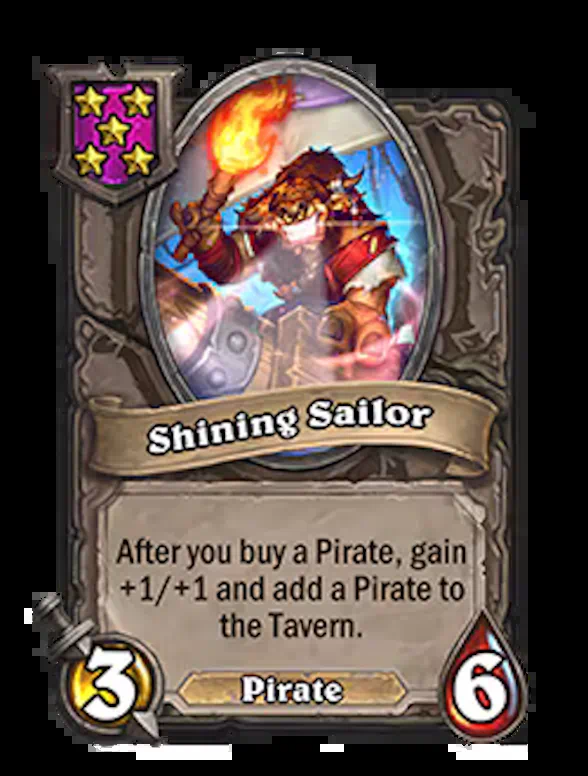 Shining Sailor
After you buy a Pirate, gain
+1/+1 and add a Pirate to
the Tavern.
3
Pirate
6